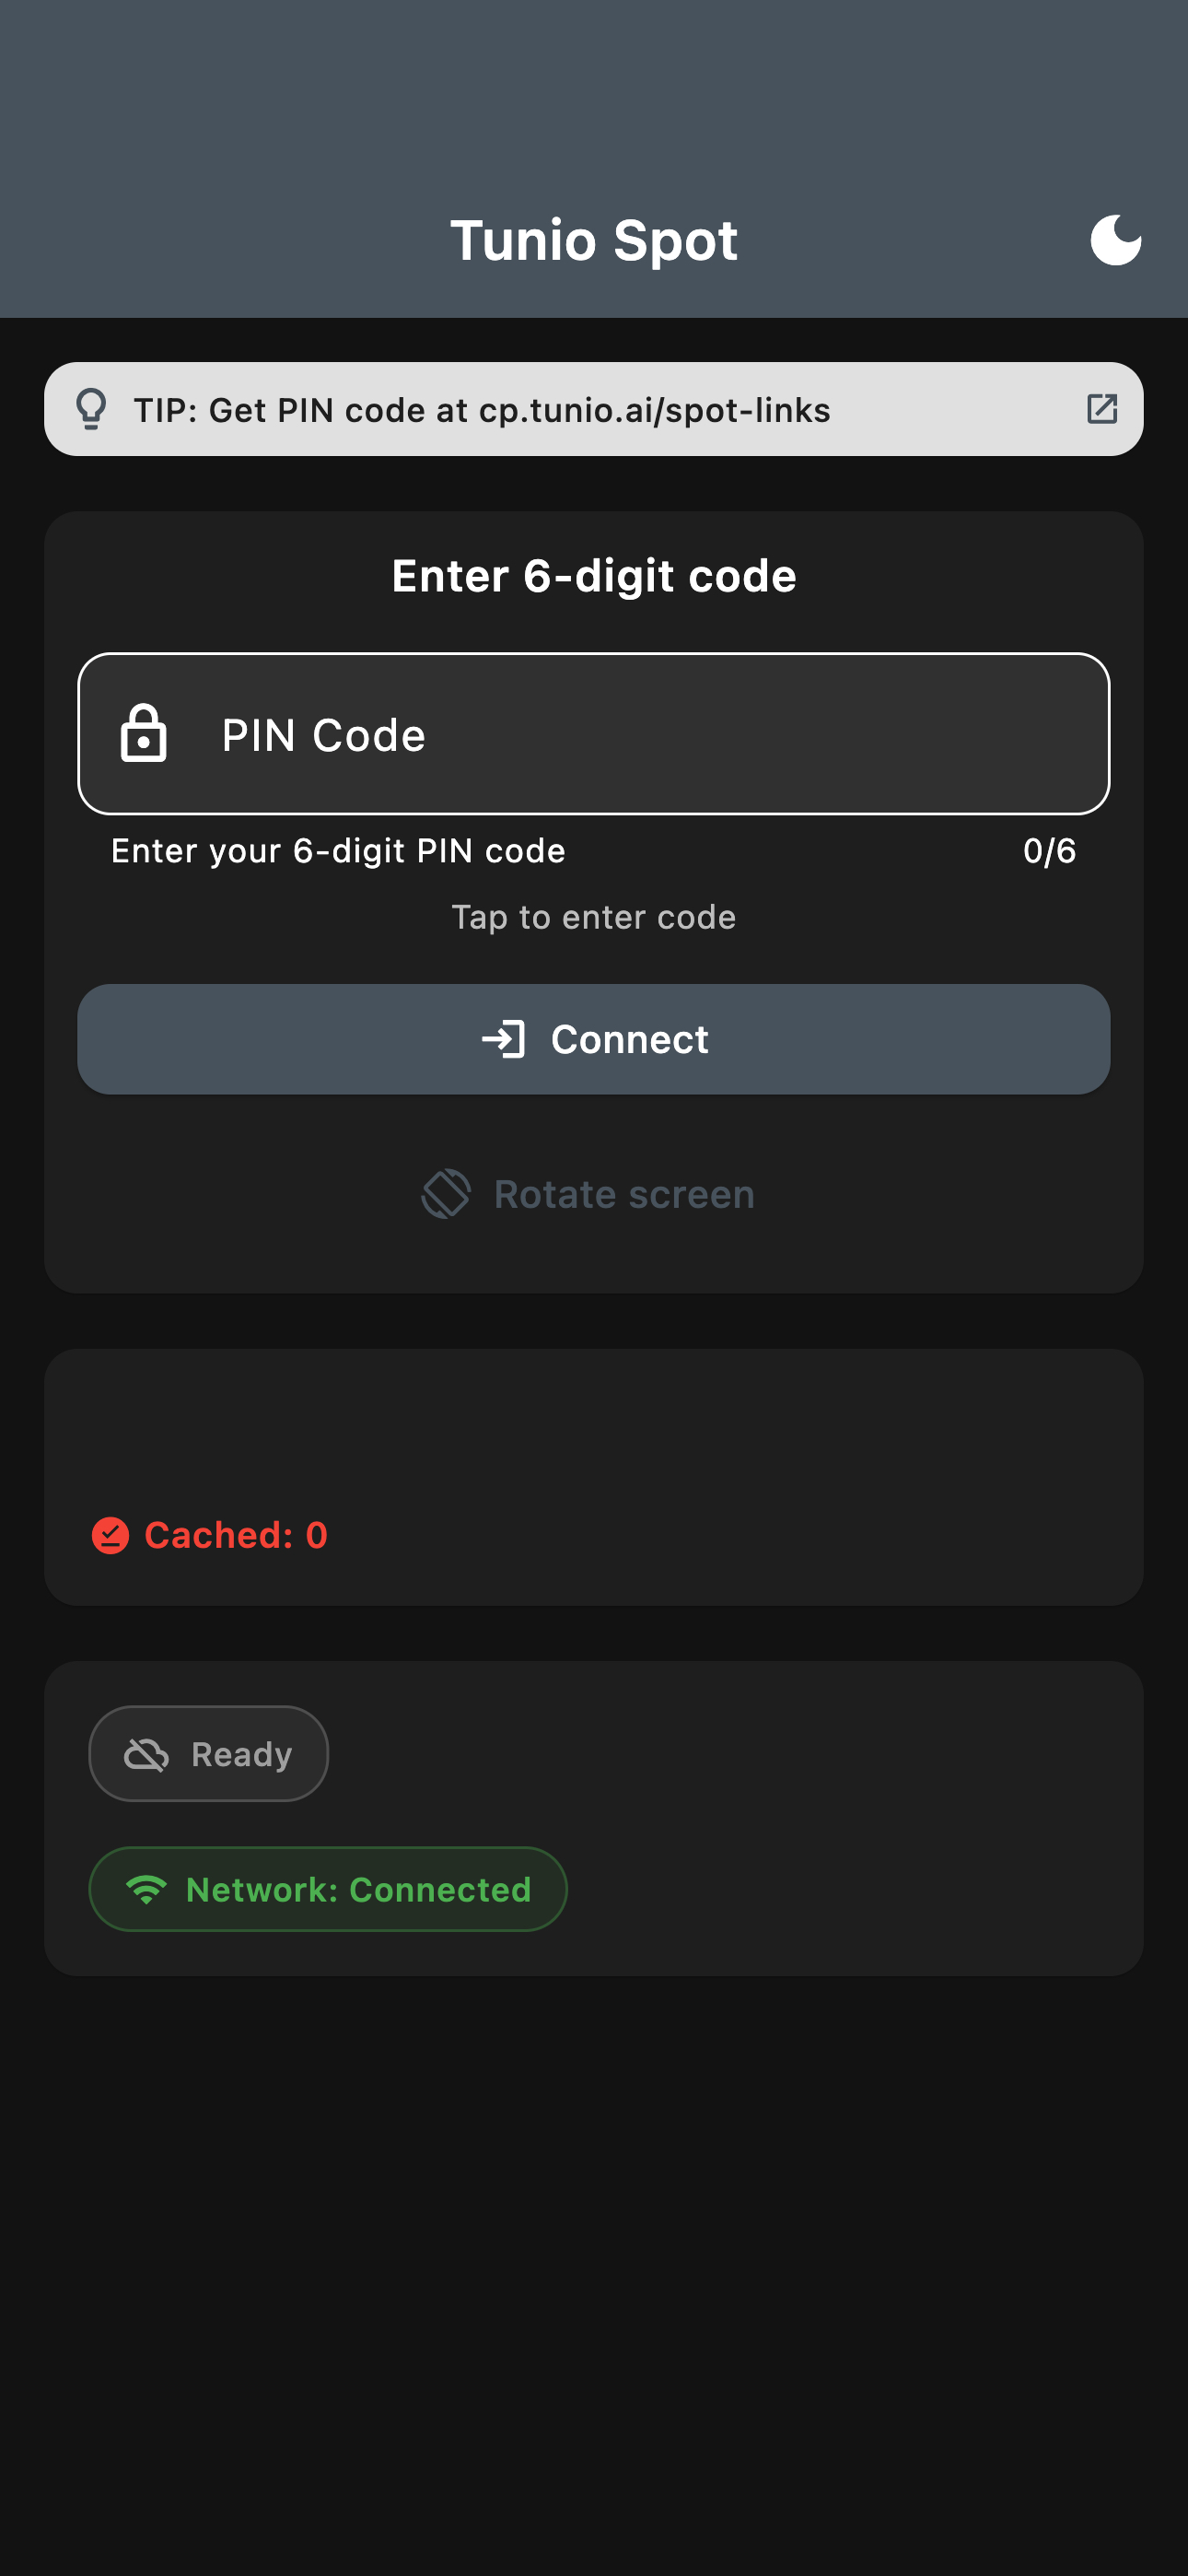 Tunio Spot
TIP: Get PIN code at cp.tunio.ai/spot-links
Enter 6-digit code
PIN Code
Enter your 6-digit PIN code 0/6
Tap to enter code
Connect
Rotate screen
Cached: 0
Ready
Network: Connected